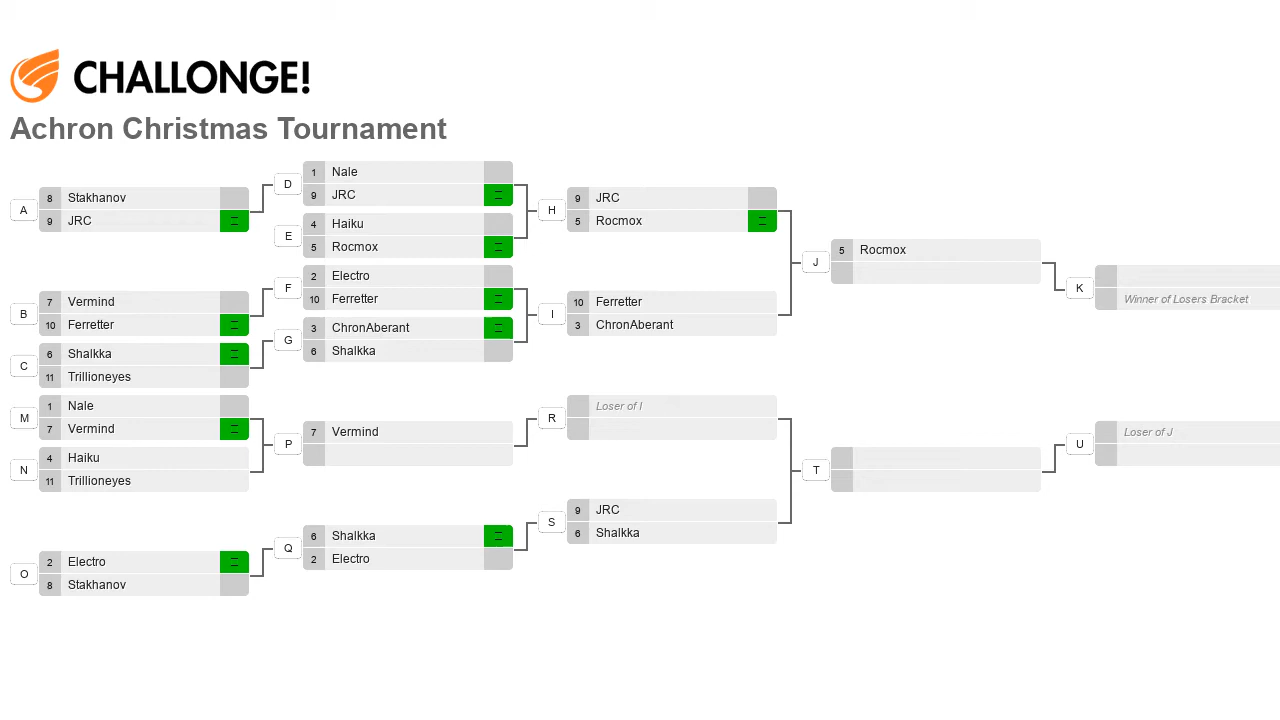 CHALLONGE!
Achron Christmas Tournament
A
8 Stakhanov
9 JRC
B
7 Vermind
10 Ferretter
C
6 Shalkka
11 Trillioneyes
D
1 Nale
9 JRC
E
4 Haiku
5 Rocmox
F
2 Electro
10 Ferretter
G
3 ChronAberant
6 Shalkka
H
9 JRC
5 Rocmox
I
10 Ferretter
3 ChronAberant
J
5 Rocmox
K
Winner of Losers Bracket
M
1 Nale
7 Vermind
N
4 Haiku
11 Trillioneyes
O
2 Electro
8 Stakhanov
P
7 Vermind
Q
6 Shalkka
2 Electro
R
Loser of I
S
9 JRC
6 Shalkka
T
U
Loser of J